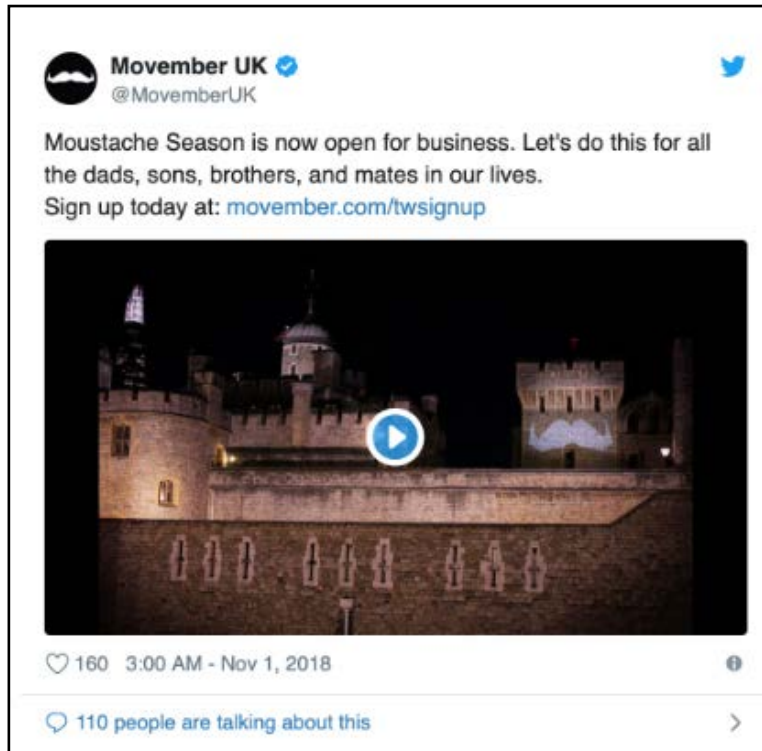 Movember UK
@MovemberUK
Moustache Season is now open for business. Let's do this for all
the dads, sons, brothers, and mates in our lives.
Sign up today at: movember.com/twsignup
160 3:00 AM - Nov 1, 2018
110 people are talking about this